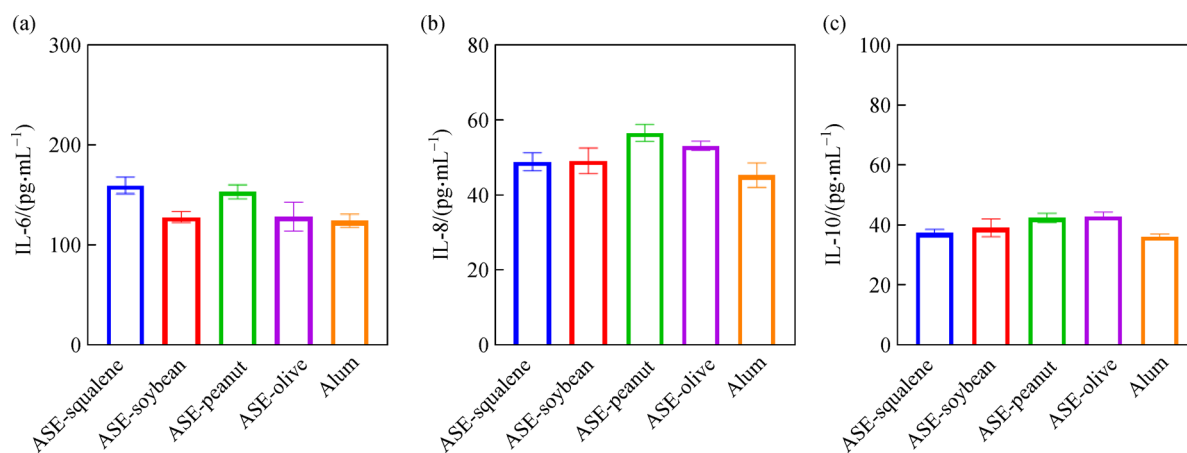 (a)
300
200
100
0
IL-6/(pg·mL⁻¹)
ASE-squalene
ASE-soybean
ASE-peanut
ASE-olive
Alum
(b)
80
60
40
20
0
IL-8/(pg·mL⁻¹)
ASE-squalene
ASE-soybean
ASE-peanut
ASE-olive
Alum
(c)
100
80
60
40
20
0
IL-10/(pg·mL⁻¹)
ASE-squalene
ASE-soybean
ASE-peanut
ASE-olive
Alum